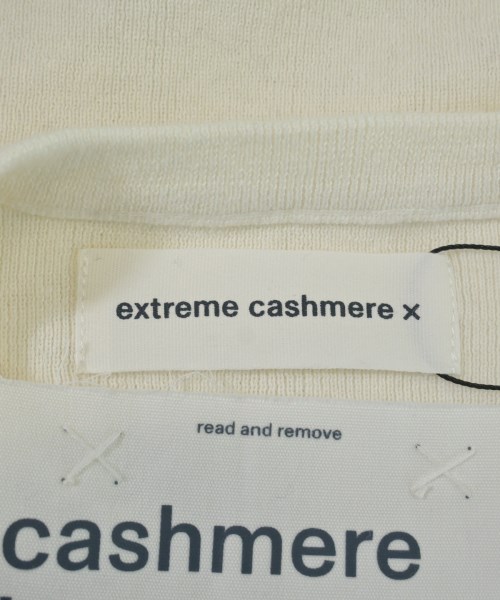 extreme cashmere x
read and remove
cashmere